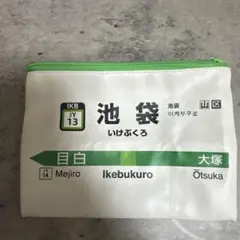 IKB
JY
13
池袋
いけぶくろ
池袋
이케부쿠로
山 区
目白
大塚
JY
14
Mejiro
Ikebukuro
Ōtsuka